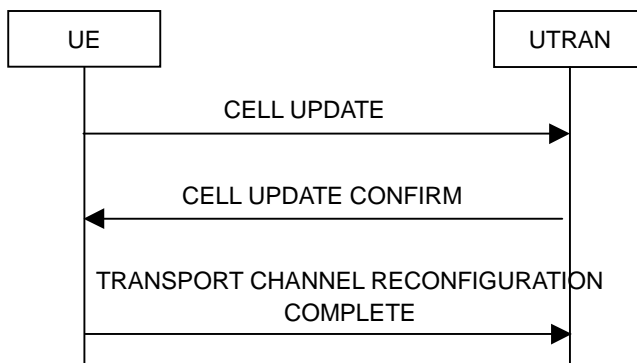 UE
UTRAN
CELL UPDATE
CELL UPDATE CONFIRM
TRANSPORT CHANNEL RECONFIGURATION
COMPLETE